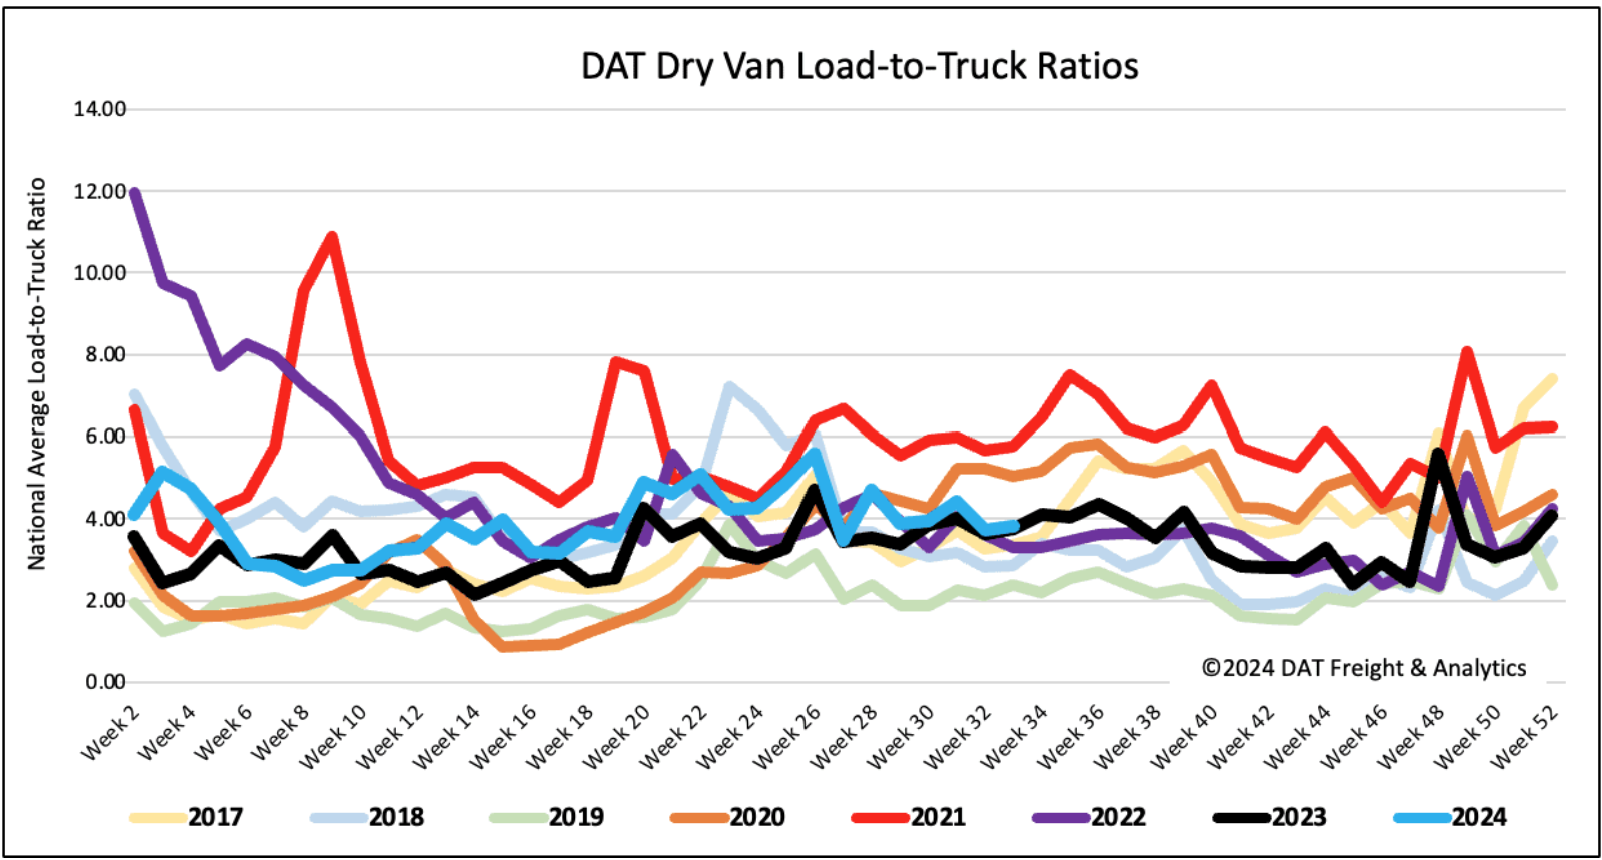 DAT Dry Van Load-to-Truck Ratios
National Average Load-to-Truck Ratio
14.00
12.00
10.00
8.00
6.00
4.00
2.00
0.00
©2024 DAT Freight & Analytics
Week 2
Week 4
Week 6
Week 8
Week 10
Week 12
Week 14
Week 16
Week 18
Week 20
Week 22
Week 24
Week 26
Week 28
Week 30
Week 32
Week 34
Week 36
Week 38
Week 40
Week 42
Week 44
Week 46
Week 48
Week 50
Week 52
2017
2018
2019
2020
2021
2022
2023
2024